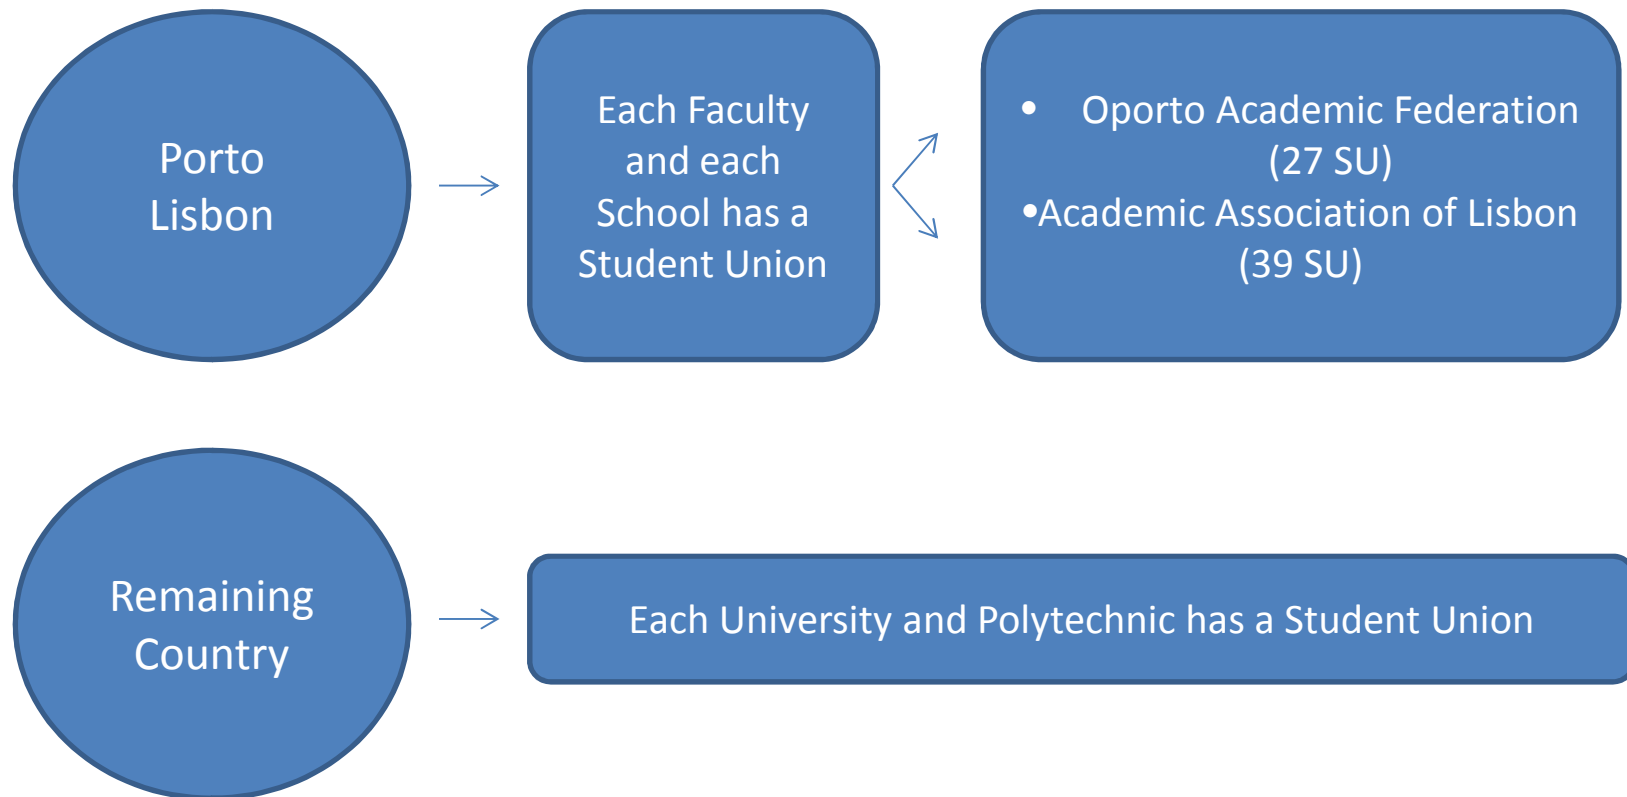 Porto
Lisbon
Each Faculty
and each
School has a
Student Union
• Oporto Academic Federation
(27 SU)
•Academic Association of Lisbon
(39 SU)
Remaining
Country
Each University and Polytechnic has a Student Union